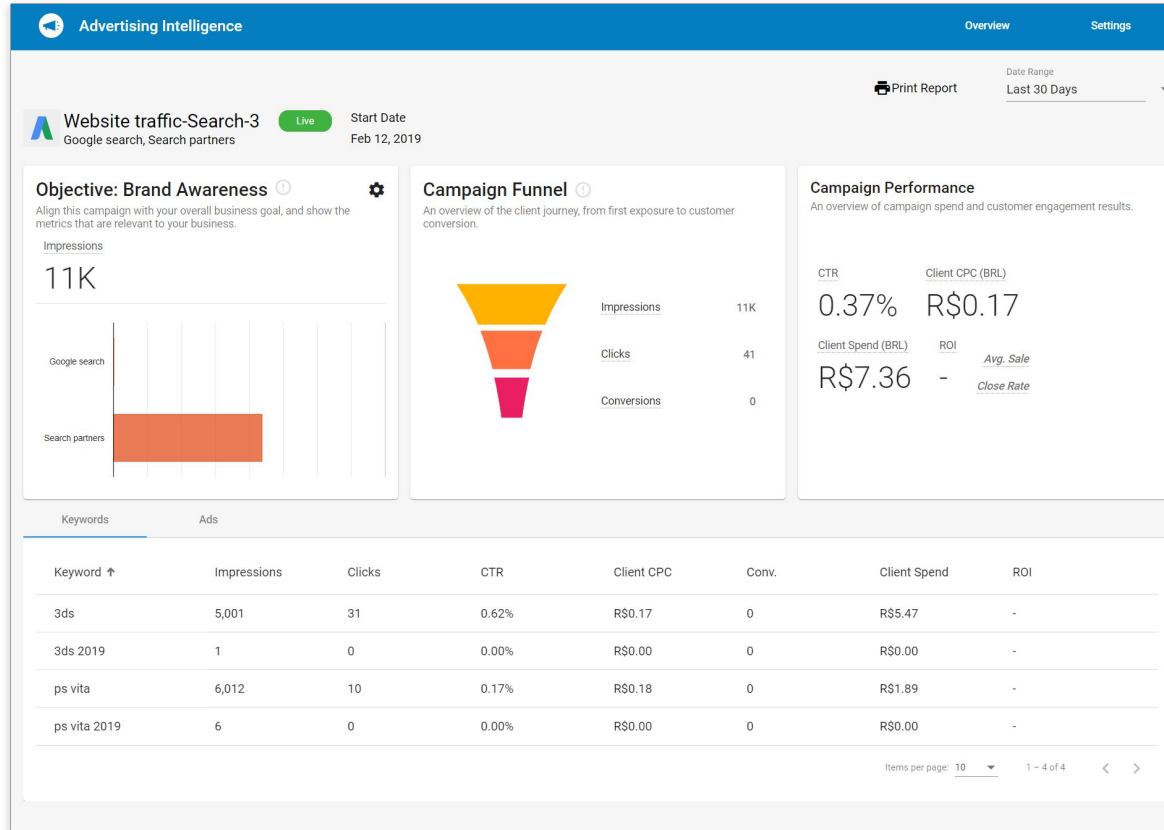 Advertising Intelligence
Overview
Settings
Print Report
Date Range
Last 30 Days
Website traffic-Search-3
Live
Google search, Search partners
Start Date
Feb 12, 2019
Objective: Brand Awareness
Align this campaign with your overall business goal, and show the
metrics that are relevant to your business.
Impressions
11K
Google search
Search partners
Campaign Funnel
An overview of the client journey, from first exposure to customer
conversion.
Impressions 11K
Clicks 41
Conversions 0
Campaign Performance
An overview of campaign spend and customer engagement results.
CTR Client CPC (BRL)
0.37% R$0.17
Client Spend (BRL) ROI Avg. Sale
R$7.36 - Close Rate
Keywords Ads
Keyword Impressions Clicks CTR Client CPC Conv. Client Spend ROI
3ds 5,001 31 0.62% R$0.17 0 R$5.47 -
3ds 2019 1 0 0.00% R$0.00 0 R$0.00 -
ps vita 6,012 10 0.17% R$0.18 0 R$1.89 -
ps vita 2019 6 0 0.00% R$0.00 0 R$0.00 -
Items per page: 10 1 – 4 of 4